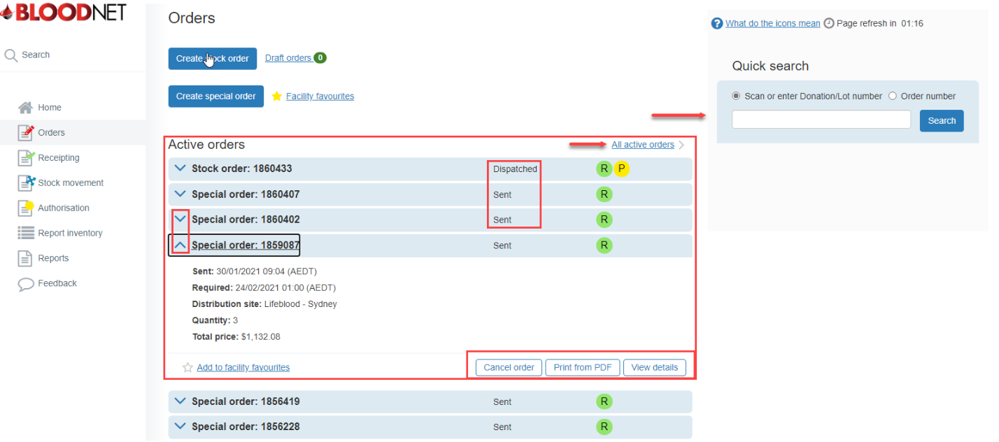 BLOODNET
Search
Home
Orders
Receipting
Stock movement
Authorisation
Report inventory
Reports
Feedback
Orders
Create stock order
Draft orders 0
Create special order
Facility favourites
Active orders
All active orders
Stock order: 1860433 Dispatched R P
Special order: 1860407 Sent R
Special order: 1860402 Sent R
Special order: 1859087 Sent R
Sent: 30/01/2021 09:04 (AEDT)
Required: 24/02/2021 01:00 (AEDT)
Distribution site: Lifeblood - Sydney
Quantity: 3
Total price: $1,132.08
Add to facility favourites
Cancel order Print from PDF View details
Special order: 1856419 Sent R
Special order: 1856228 Sent R
? What do the icons mean Page refresh in 01:16
Quick search
Scan or enter Donation/Lot number Order number
Search